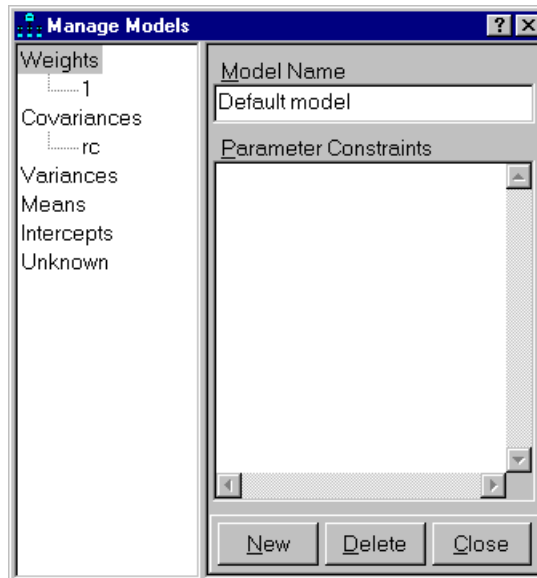 Manage Models
Weights
1
Covariances
rc
Variances
Means
Intercepts
Unknown
Model Name
Default model
Parameter Constraints
New Delete Close